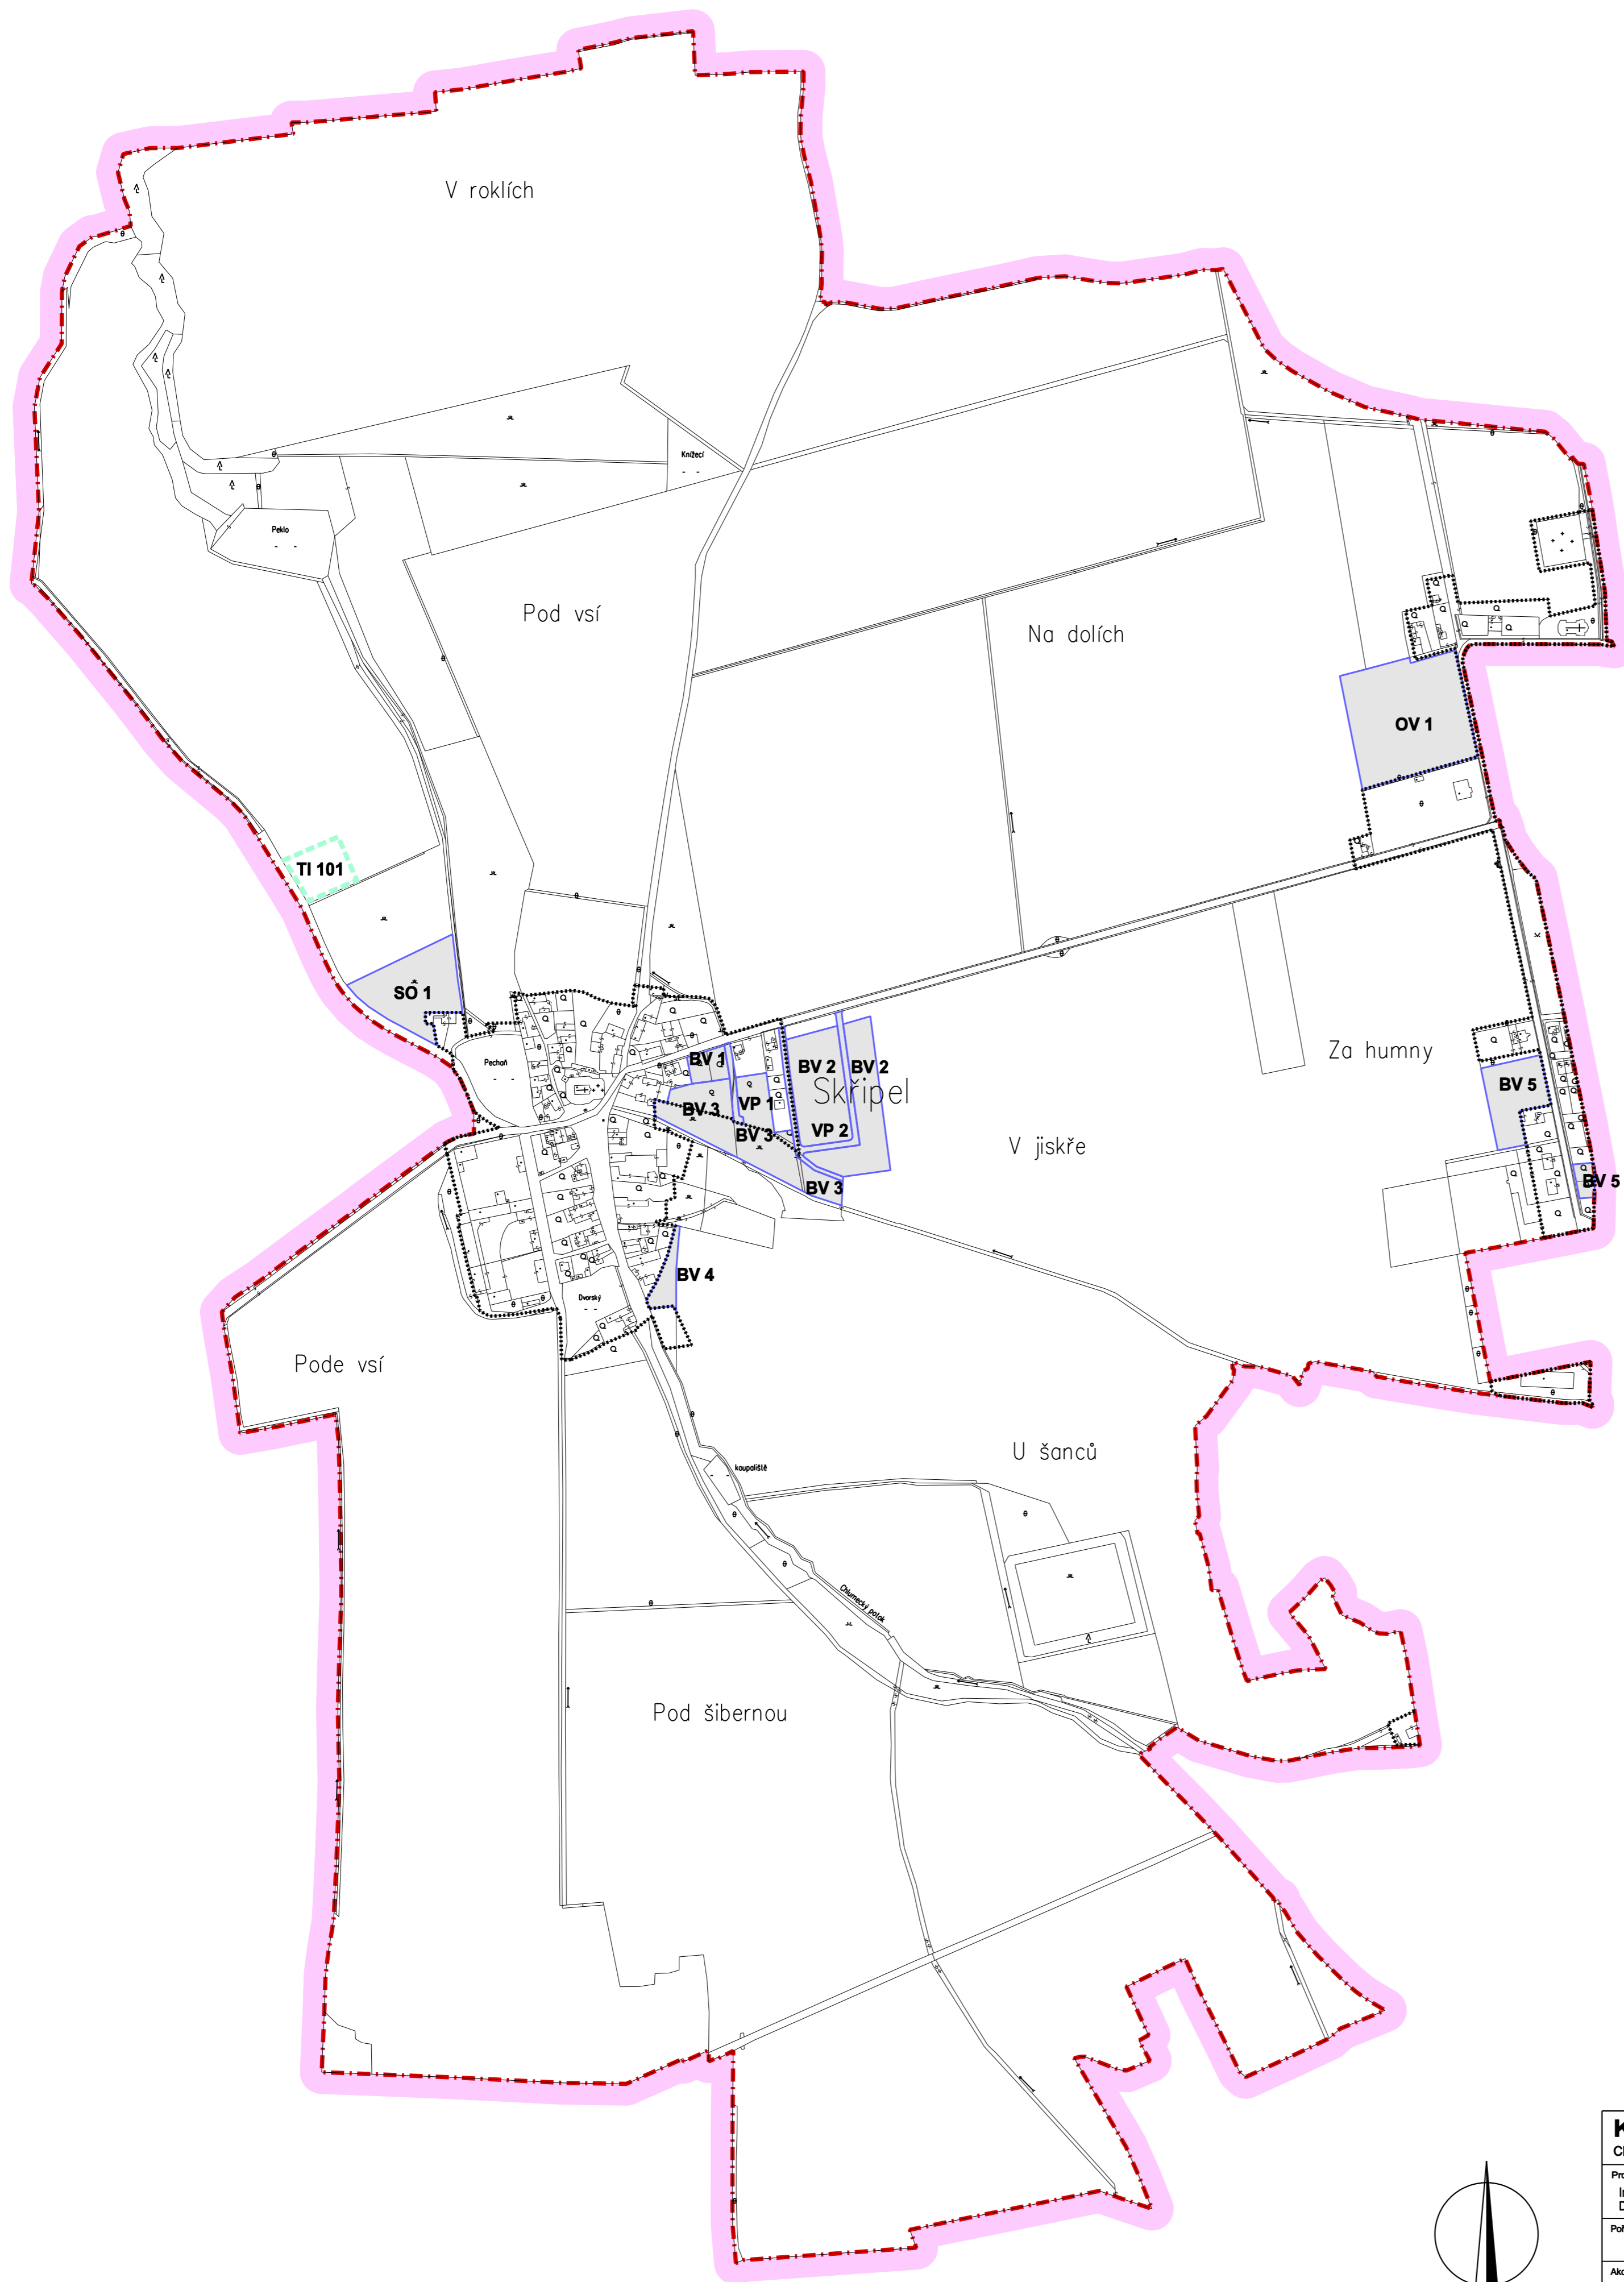 V roklích
Knížecí
Peklo
Pod vsí
Na dolích
OV 1
TI 101
SÔ 1
Pechoň
BV 1
BV 2
BV 2
Skřipel
Za humny
BV 5
BV 3
VP 1
VP 2
BV 3
V jiskře
BV 3
BV 5
BV 4
Dvorský
Pode vsí
U šanců
koupaliště
Chlumecký potok
Pod šibernou